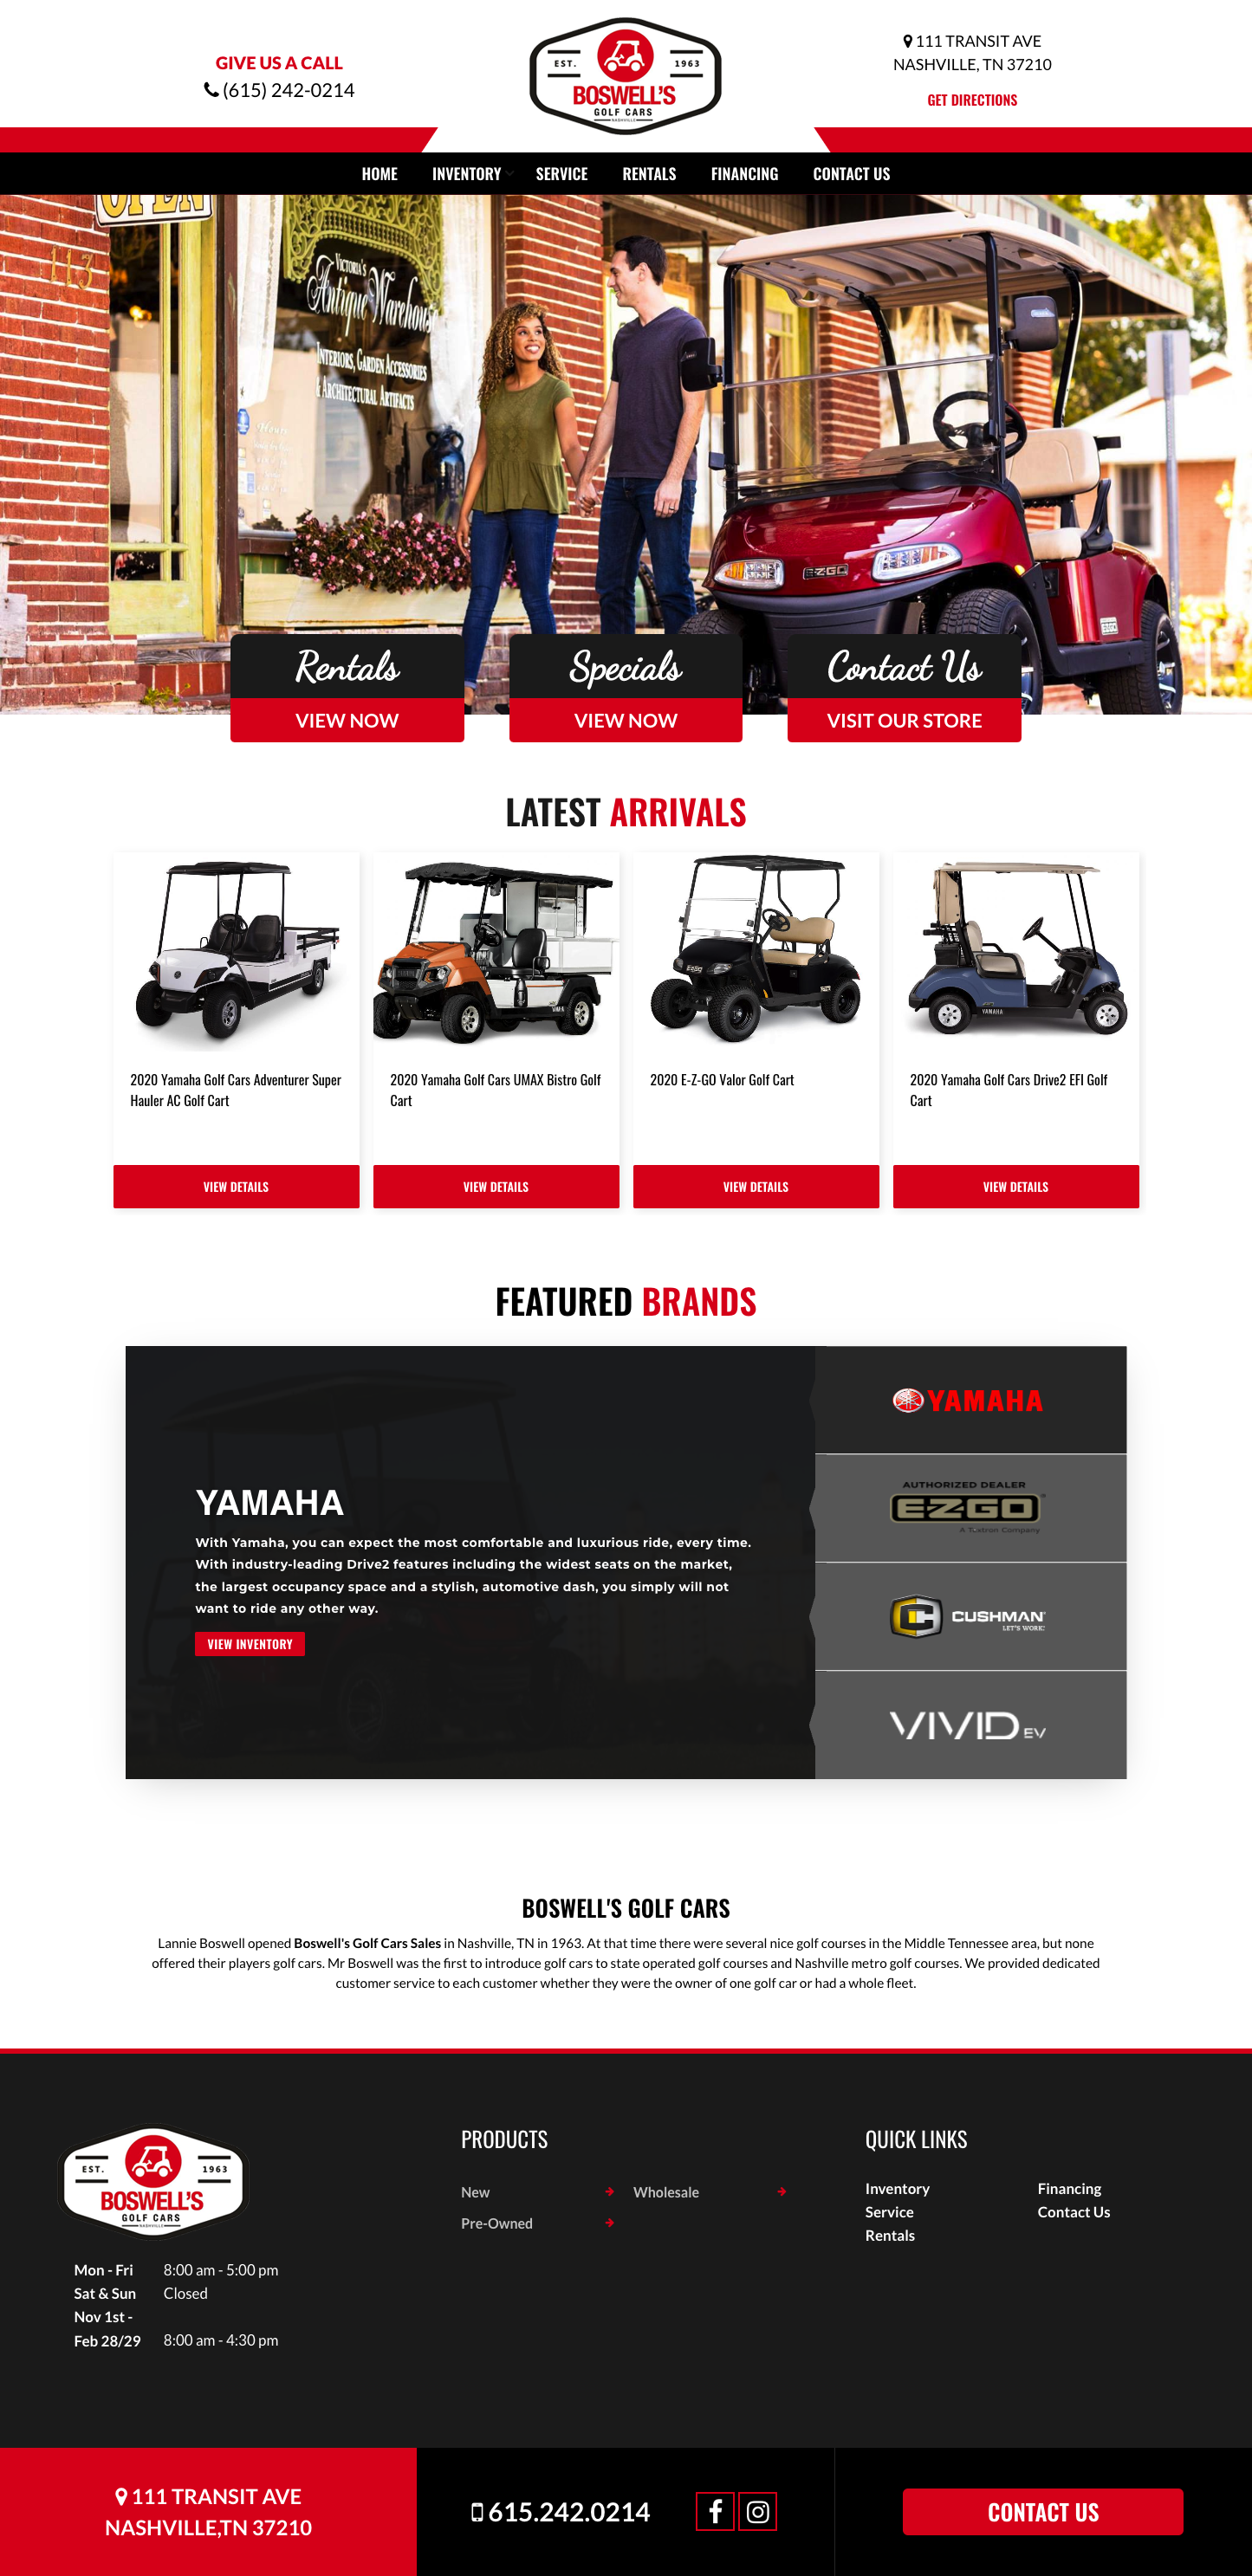 GIVE US A CALL
(615) 242-0214
EST. 1963
BOSWELL'S
GOLF CARS
NASHVILLE
111 TRANSIT AVE
NASHVILLE, TN 37210
GET DIRECTIONS
HOME INVENTORY SERVICE RENTALS FINANCING CONTACT US
OPEN
113
Victoria's
Antique Warehouse
Interiors, Garden Accessories
& Architectural Artifacts
Hours
EZGO
Rentals
VIEW NOW
Specials
VIEW NOW
Contact Us
VISIT OUR STORE
LATEST ARRIVALS
2020 Yamaha Golf Cars Adventurer Super
Hauler AC Golf Cart
VIEW DETAILS
2020 Yamaha Golf Cars UMAX Bistro Golf
Cart
VIEW DETAILS
E-Z-GO
2020 E-Z-GO Valor Golf Cart
VIEW DETAILS
YAMAHA
2020 Yamaha Golf Cars Drive2 EFI Golf
Cart
VIEW DETAILS
FEATURED BRANDS
YAMAHA
With Yamaha, you can expect the most comfortable and luxurious ride, every time.
With industry-leading Drive2 features including the widest seats on the market,
the largest occupancy space and a stylish, automotive dash, you simply will not
want to ride any other way.
VIEW INVENTORY
YAMAHA
AUTHORIZED DEALER
EZGO
A Textron Company
CUSHMAN
LET'S WORK!
VIVID EV
BOSWELL'S GOLF CARS
Lannie Boswell opened Boswell's Golf Cars Sales in Nashville, TN in 1963. At that time there were several nice golf courses in the Middle Tennessee area, but none
offered their players golf cars. Mr Boswell was the first to introduce golf cars to state operated golf courses and Nashville metro golf courses. We provided dedicated
customer service to each customer whether they were the owner of one golf car or had a whole fleet.
EST. 1963
BOSWELL'S
GOLF CARS
NASHVILLE
Mon - Fri 8:00 am - 5:00 pm
Sat & Sun Closed
Nov 1st -
Feb 28/29 8:00 am - 4:30 pm
PRODUCTS
New
Wholesale
Pre-Owned
QUICK LINKS
Inventory
Service
Rentals
Financing
Contact Us
111 TRANSIT AVE
NASHVILLE,TN 37210
615.242.0214
CONTACT US